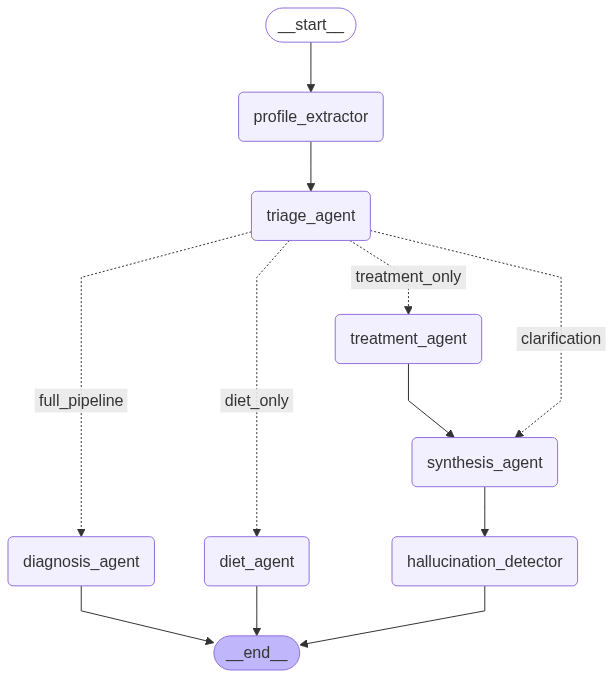 __start__
profile_extractor
triage_agent
treatment_only
treatment_agent
clarification
full_pipeline
diet_only
synthesis_agent
diagnosis_agent
diet_agent
hallucination_detector
__end__